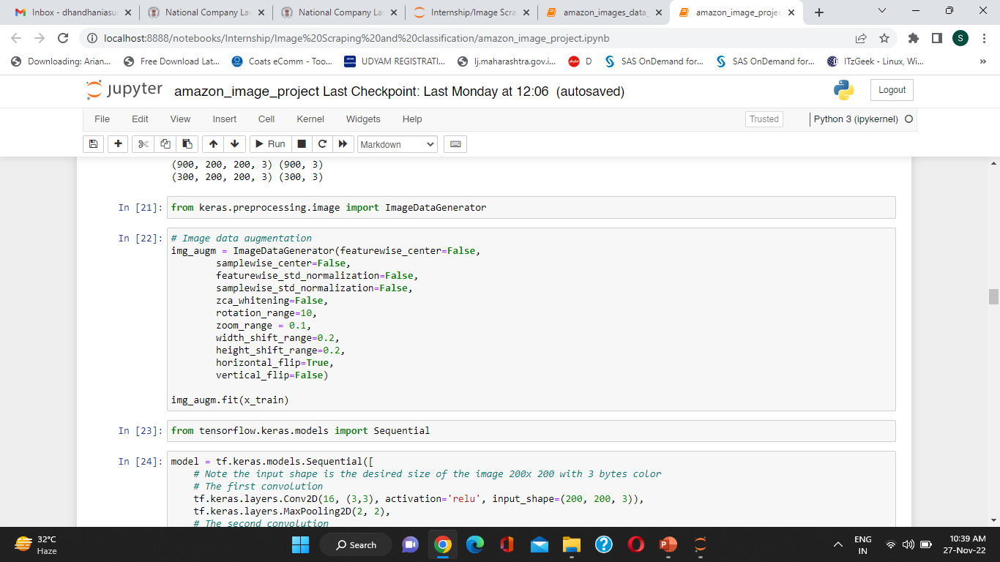 Inbox - dhandhaniasu
National Company La
National Company La
Internship/Image Scra
amazon_images_data_
amazon_image_projec
localhost:8888/notebooks/Internship/Image%20Scraping%20and%20classification/amazon_image_project.ipynb
S
Downloading: Arian...
Free Download Lat...
Coats eComm - Too...
UDYAM REGISTRATI...
lj.maharashtra.gov.i...
D
SAS OnDemand for...
SAS OnDemand for...
ITzGeek - Linux, Wi...
»
jupyter amazon_image_project Last Checkpoint: Last Monday at 12:06 (autosaved)
Logout
File Edit View Insert Cell Kernel Widgets Help
Trusted
Python 3 (ipykernel)
Run
Markdown
(900, 200, 200, 3) (900, 3)
(300, 200, 200, 3) (300, 3)
In [21]: from keras.preprocessing.image import ImageDataGenerator
In [22]: # Image data augmentation
img_augm = ImageDataGenerator(featurewise_center=False,
samplewise_center=False,
featurewise_std_normalization=False,
samplewise_std_normalization=False,
zca_whitening=False,
rotation_range=10,
zoom_range = 0.1,
width_shift_range=0.2,
height_shift_range=0.2,
horizontal_flip=True,
vertical_flip=False)
img_augm.fit(x_train)
In [23]: from tensorflow.keras.models import Sequential
In [24]: model = tf.keras.models.Sequential([
# Note the input shape is the desired size of the image 200x 200 with 3 bytes color
# The first convolution
tf.keras.layers.Conv2D(16, (3,3), activation='relu', input_shape=(200, 200, 3)),
tf.keras.layers.MaxPooling2D(2, 2),
# The second convolution
32°C
Haze
Search
ENG
IN
10:39 AM
27-Nov-22